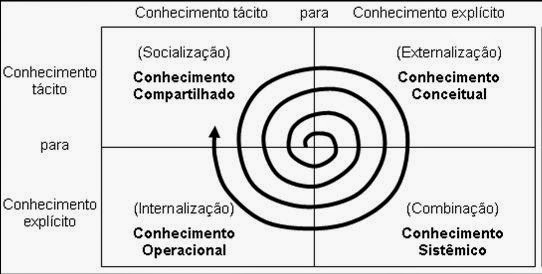 Conhecimento tácito para Conhecimento explícito
(Socialização) (Externalização)
Conhecimento tácito
Conhecimento Compartilhado
Conhecimento Conceitual
para
Conhecimento explícito
(Internalização) (Combinação)
Conhecimento Operacional
Conhecimento Sistêmico